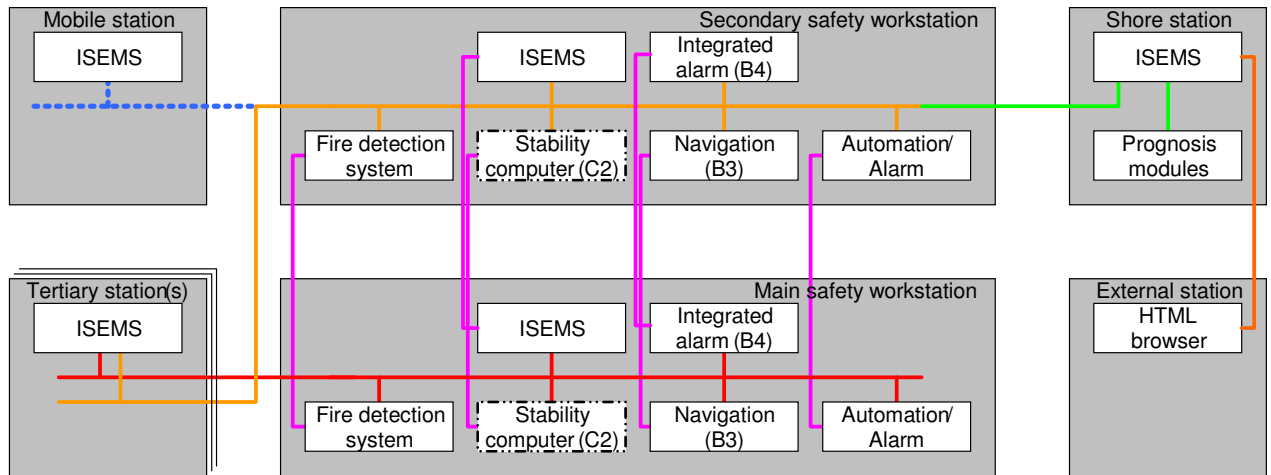 Mobile station
ISEMS
Secondary safety workstation
ISEMS
Integrated
alarm (B4)
Fire detection
system
Stability
computer (C2)
Navigation
(B3)
Automation/
Alarm
Shore station
ISEMS
Prognosis
modules
Tertiary station(s)
ISEMS
Main safety workstation
ISEMS
Integrated
alarm (B4)
Fire detection
system
Stability
computer (C2)
Navigation
(B3)
Automation/
Alarm
External station
HTML
browser